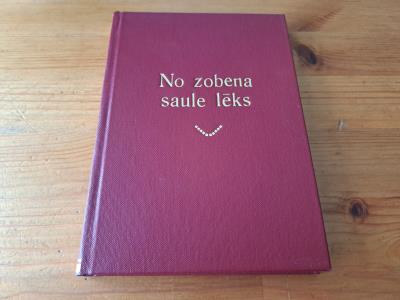 No zobena
saule lēks